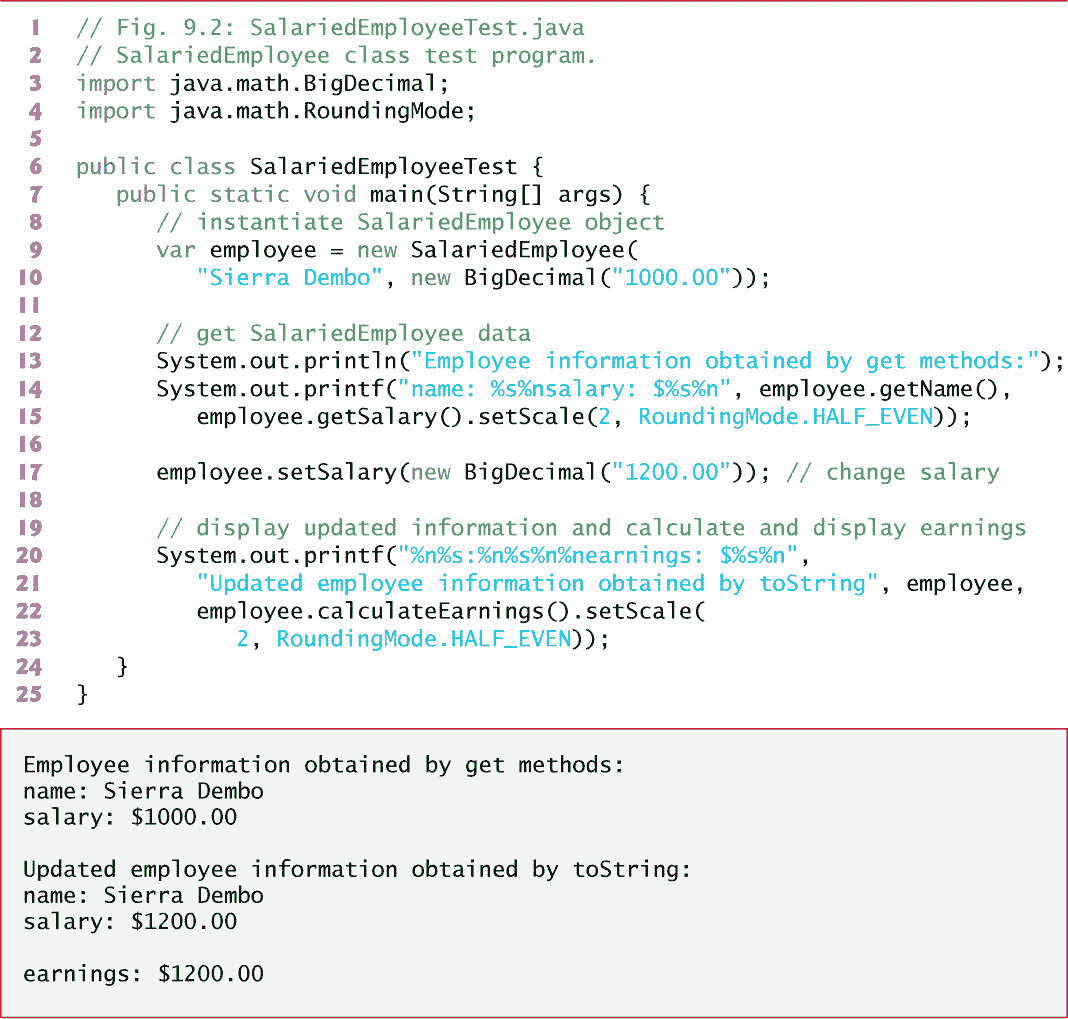 1 // Fig. 9.2: SalariedEmployeeTest.java
2 // SalariedEmployee class test program.
3 import java.math.BigDecimal;
4 import java.math.RoundingMode;
5
6 public class SalariedEmployeeTest {
7    public static void main(String[] args) {
8       // instantiate SalariedEmployee object
9       var employee = new SalariedEmployee(
10          "Sierra Dembo", new BigDecimal("1000.00"));
11
12       // get SalariedEmployee data
13       System.out.println("Employee information obtained by get methods:");
14       System.out.printf("name: %s%nsalary: $%s%n", employee.getName(),
15          employee.getSalary().setScale(2, RoundingMode.HALF_EVEN));
16
17       employee.setSalary(new BigDecimal("1200.00")); // change salary
18
19       // display updated information and calculate and display earnings
20       System.out.printf("%n%s:%n%s%n%nearnings: $%s%n",
21          "Updated employee information obtained by toString", employee,
22          employee.calculateEarnings().setScale(
23             2, RoundingMode.HALF_EVEN));
24    }
25 }
Employee information obtained by get methods:
name: Sierra Dembo
salary: $1000.00
Updated employee information obtained by toString:
name: Sierra Dembo
salary: $1200.00
earnings: $1200.00